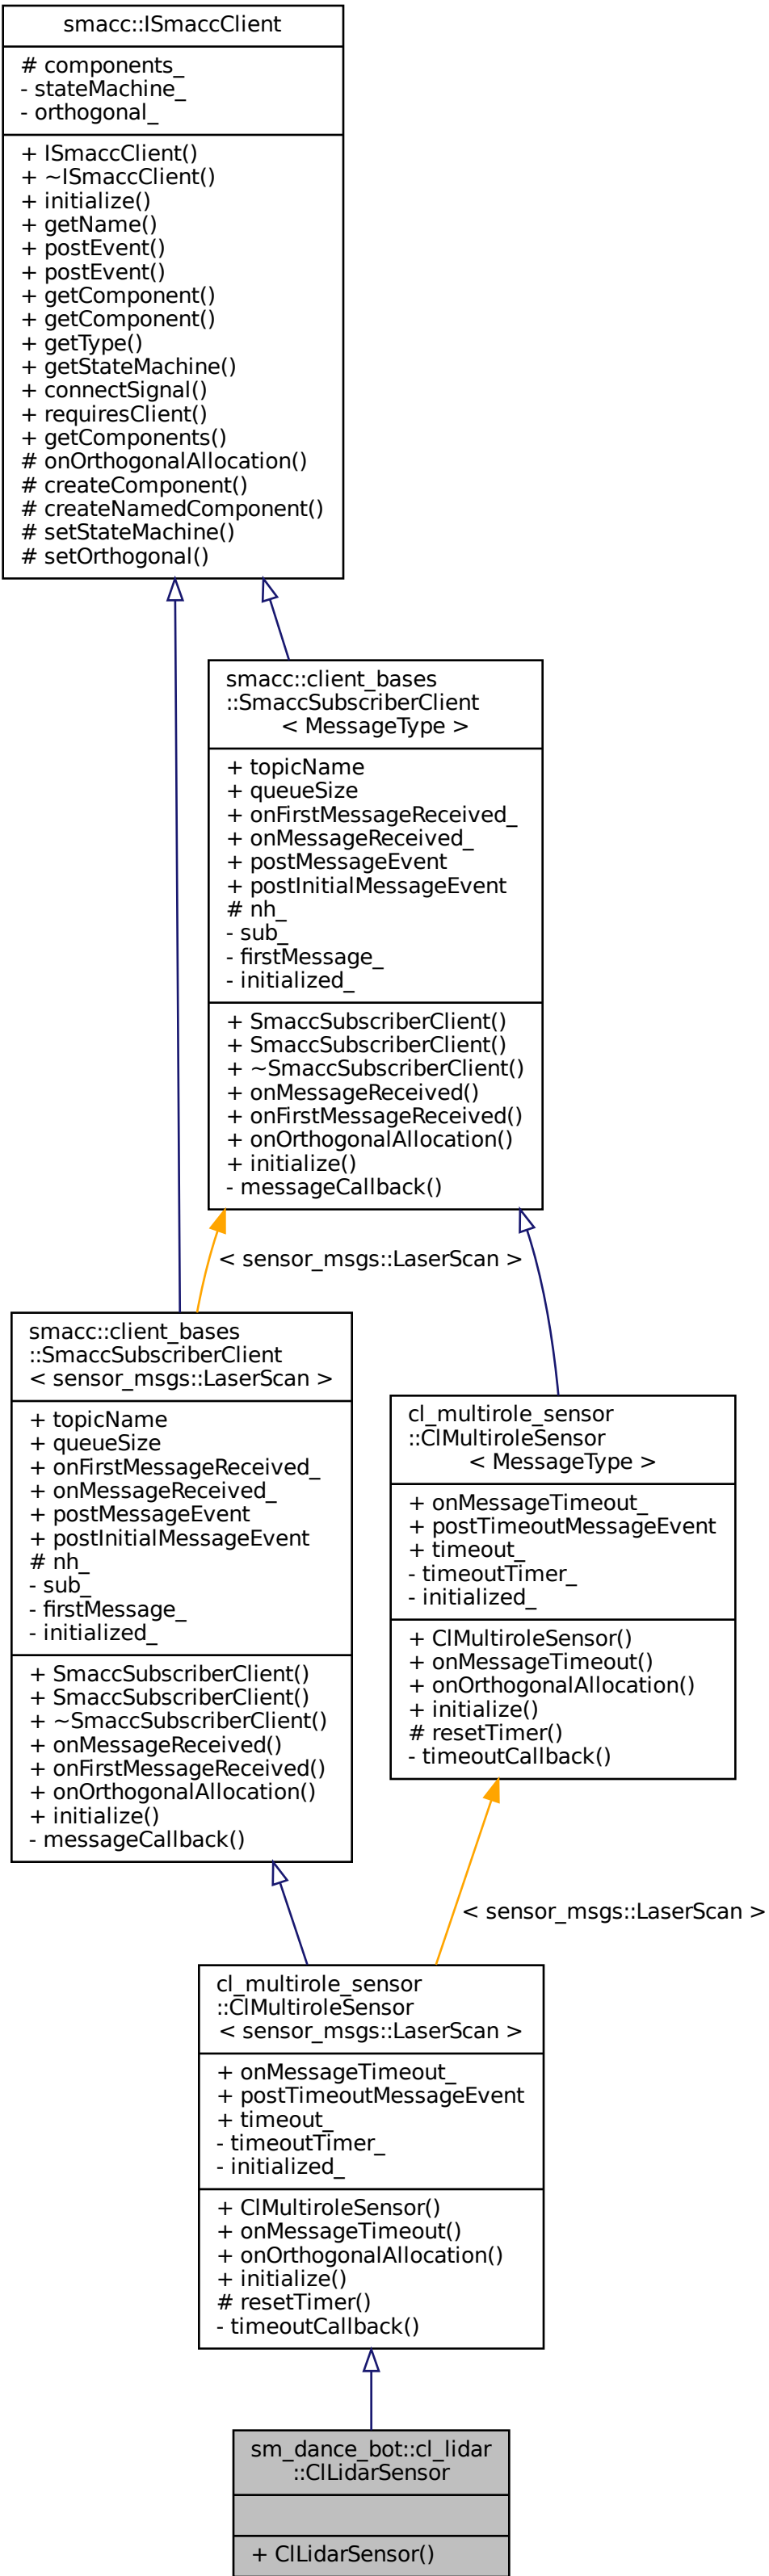 smacc::ISmaccClient
# components_
- stateMachine_
- orthogonal_
+ ISmaccClient()
+ ~ISmaccClient()
+ initialize()
+ getName()
+ postEvent()
+ postEvent()
+ getComponent()
+ getComponent()
+ getType()
+ getStateMachine()
+ connectSignal()
+ requiresClient()
+ getComponents()
# onOrthogonalAllocation()
# createComponent()
# createNamedComponent()
# setStateMachine()
# setOrthogonal()
smacc::client_bases
::SmaccSubscriberClient
< MessageType >
+ topicName
+ queueSize
+ onFirstMessageReceived_
+ onMessageReceived_
+ postMessageEvent
+ postInitialMessageEvent
# nh_
- sub_
- firstMessage_
- initialized_
+ SmaccSubscriberClient()
+ SmaccSubscriberClient()
+ ~SmaccSubscriberClient()
+ onMessageReceived()
+ onFirstMessageReceived()
+ onOrthogonalAllocation()
+ initialize()
- messageCallback()
< sensor_msgs::LaserScan >
smacc::client_bases
::SmaccSubscriberClient
< sensor_msgs::LaserScan >
+ topicName
+ queueSize
+ onFirstMessageReceived_
+ onMessageReceived_
+ postMessageEvent
+ postInitialMessageEvent
# nh_
- sub_
- firstMessage_
- initialized_
+ SmaccSubscriberClient()
+ SmaccSubscriberClient()
+ ~SmaccSubscriberClient()
+ onMessageReceived()
+ onFirstMessageReceived()
+ onOrthogonalAllocation()
+ initialize()
- messageCallback()
cl_multirole_sensor
::ClMultiroleSensor
< MessageType >
+ onMessageTimeout_
+ postTimeoutMessageEvent
+ timeout_
- timeoutTimer_
- initialized_
+ ClMultiroleSensor()
+ onMessageTimeout()
+ onOrthogonalAllocation()
+ initialize()
# resetTimer()
- timeoutCallback()
< sensor_msgs::LaserScan >
cl_multirole_sensor
::ClMultiroleSensor
< sensor_msgs::LaserScan >
+ onMessageTimeout_
+ postTimeoutMessageEvent
+ timeout_
- timeoutTimer_
- initialized_
+ ClMultiroleSensor()
+ onMessageTimeout()
+ onOrthogonalAllocation()
+ initialize()
# resetTimer()
- timeoutCallback()
sm_dance_bot::cl_lidar
::ClLidarSensor
+ ClLidarSensor()